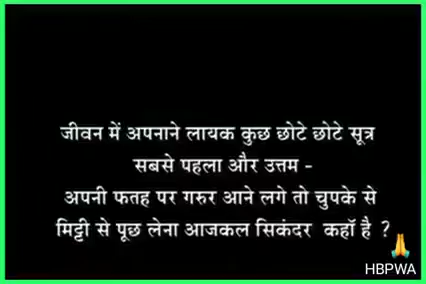 जीवन में अपनाने लायक कुछ छोटे छोटे सूत्र
सबसे पहला और उत्तम -
अपनी फतह पर गरुर आने लगे तो चुपके से
मिट्टी से पूछ लेना आजकल सिकंदर कहाॅ है ?🙏
HBPWA